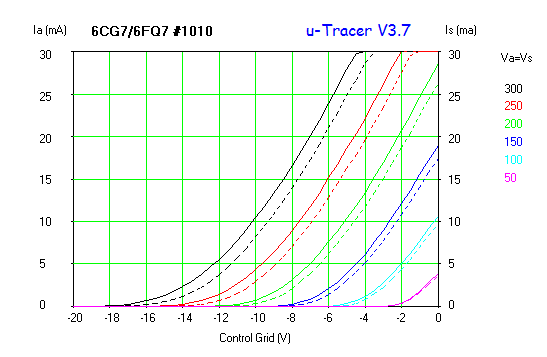 Ia (mA) 6CG7/6FQ7 #1010 u-Tracer V3.7 Is (ma)
Va=Vs
30 30
300
25 250 25
200
20 150 20
100
15 50 15
10 10
5 5
0 0
-20 -18 -16 -14 -12 -10 -8 -6 -4 -2 0
Control Grid (V)